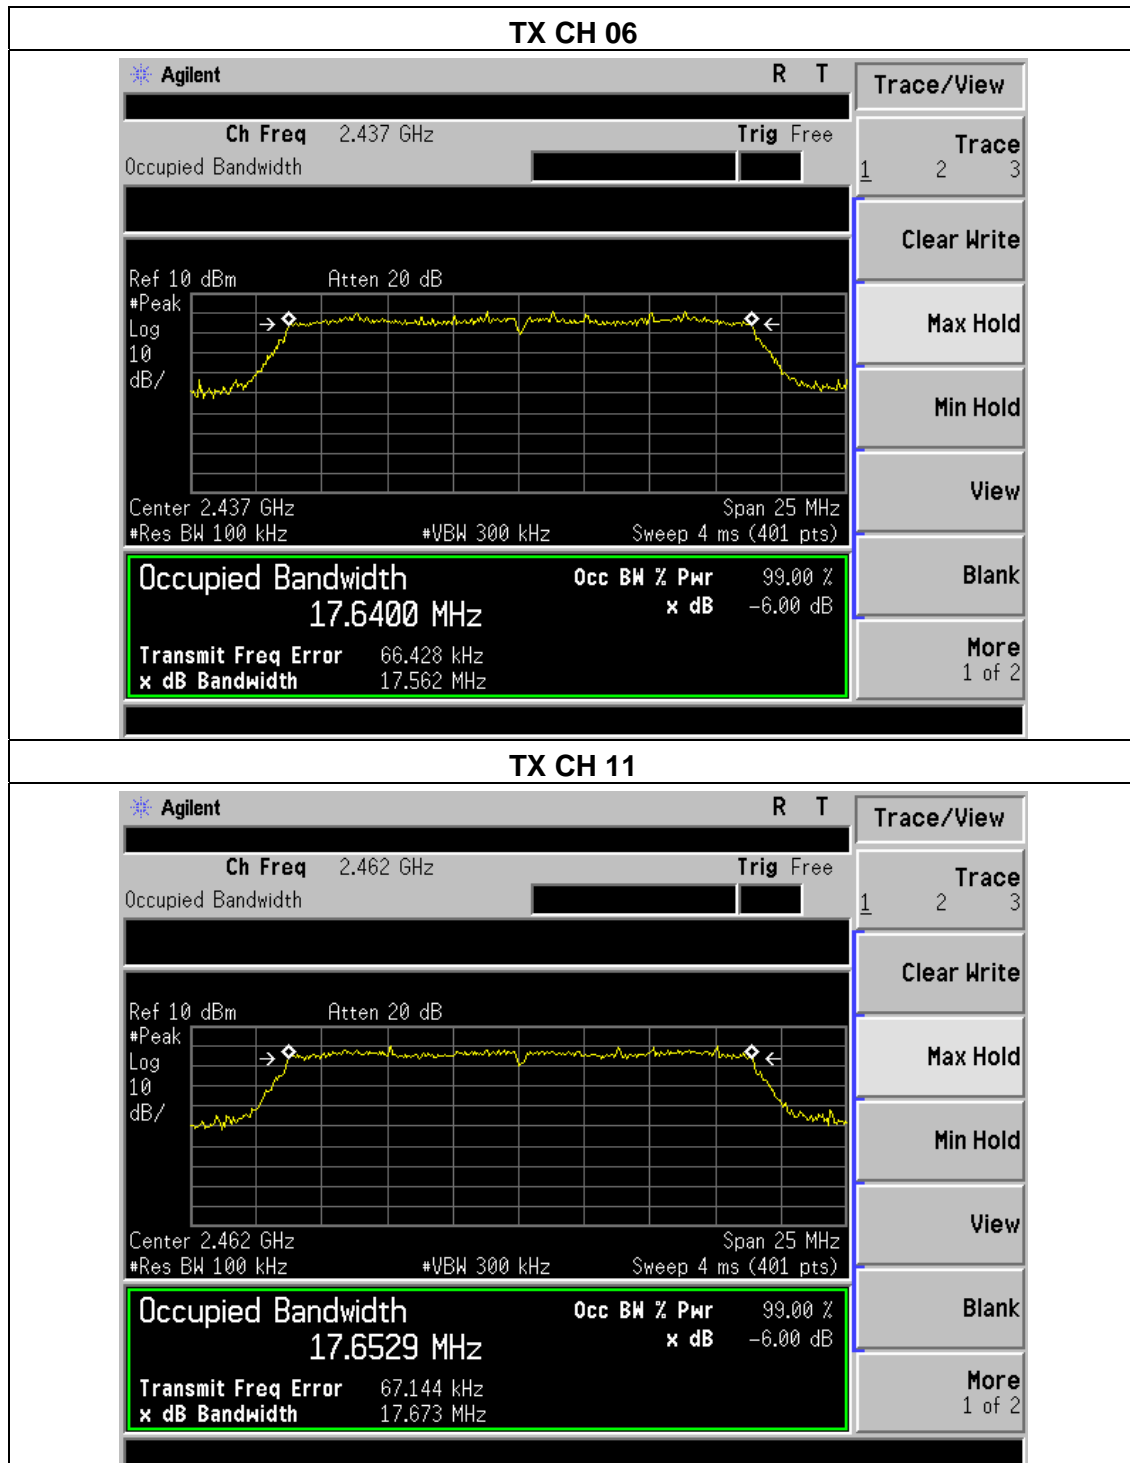 TX CH 06
Agilent R T
Trace/View
Ch Freq 2.437 GHz Trig Free
Occupied Bandwidth
Trace
1 2 3
Clear Write
Ref 10 dBm Atten 20 dB
#Peak
Log
10
dB/
Max Hold
Min Hold
View
Center 2.437 GHz Span 25 MHz
#Res BW 100 kHz #VBW 300 kHz Sweep 4 ms (401 pts)
Occupied Bandwidth Occ BW % Pwr 99.00 %
17.6400 MHz x dB -6.00 dB
Blank
Transmit Freq Error 66.428 kHz
x dB Bandwidth 17.562 MHz
More
1 of 2
TX CH 11
Agilent R T
Trace/View
Ch Freq 2.462 GHz Trig Free
Occupied Bandwidth
Trace
1 2 3
Clear Write
Ref 10 dBm Atten 20 dB
#Peak
Log
10
dB/
Max Hold
Min Hold
View
Center 2.462 GHz Span 25 MHz
#Res BW 100 kHz #VBW 300 kHz Sweep 4 ms (401 pts)
Occupied Bandwidth Occ BW % Pwr 99.00 %
17.6529 MHz x dB -6.00 dB
Blank
Transmit Freq Error 67.144 kHz
x dB Bandwidth 17.673 MHz
More
1 of 2